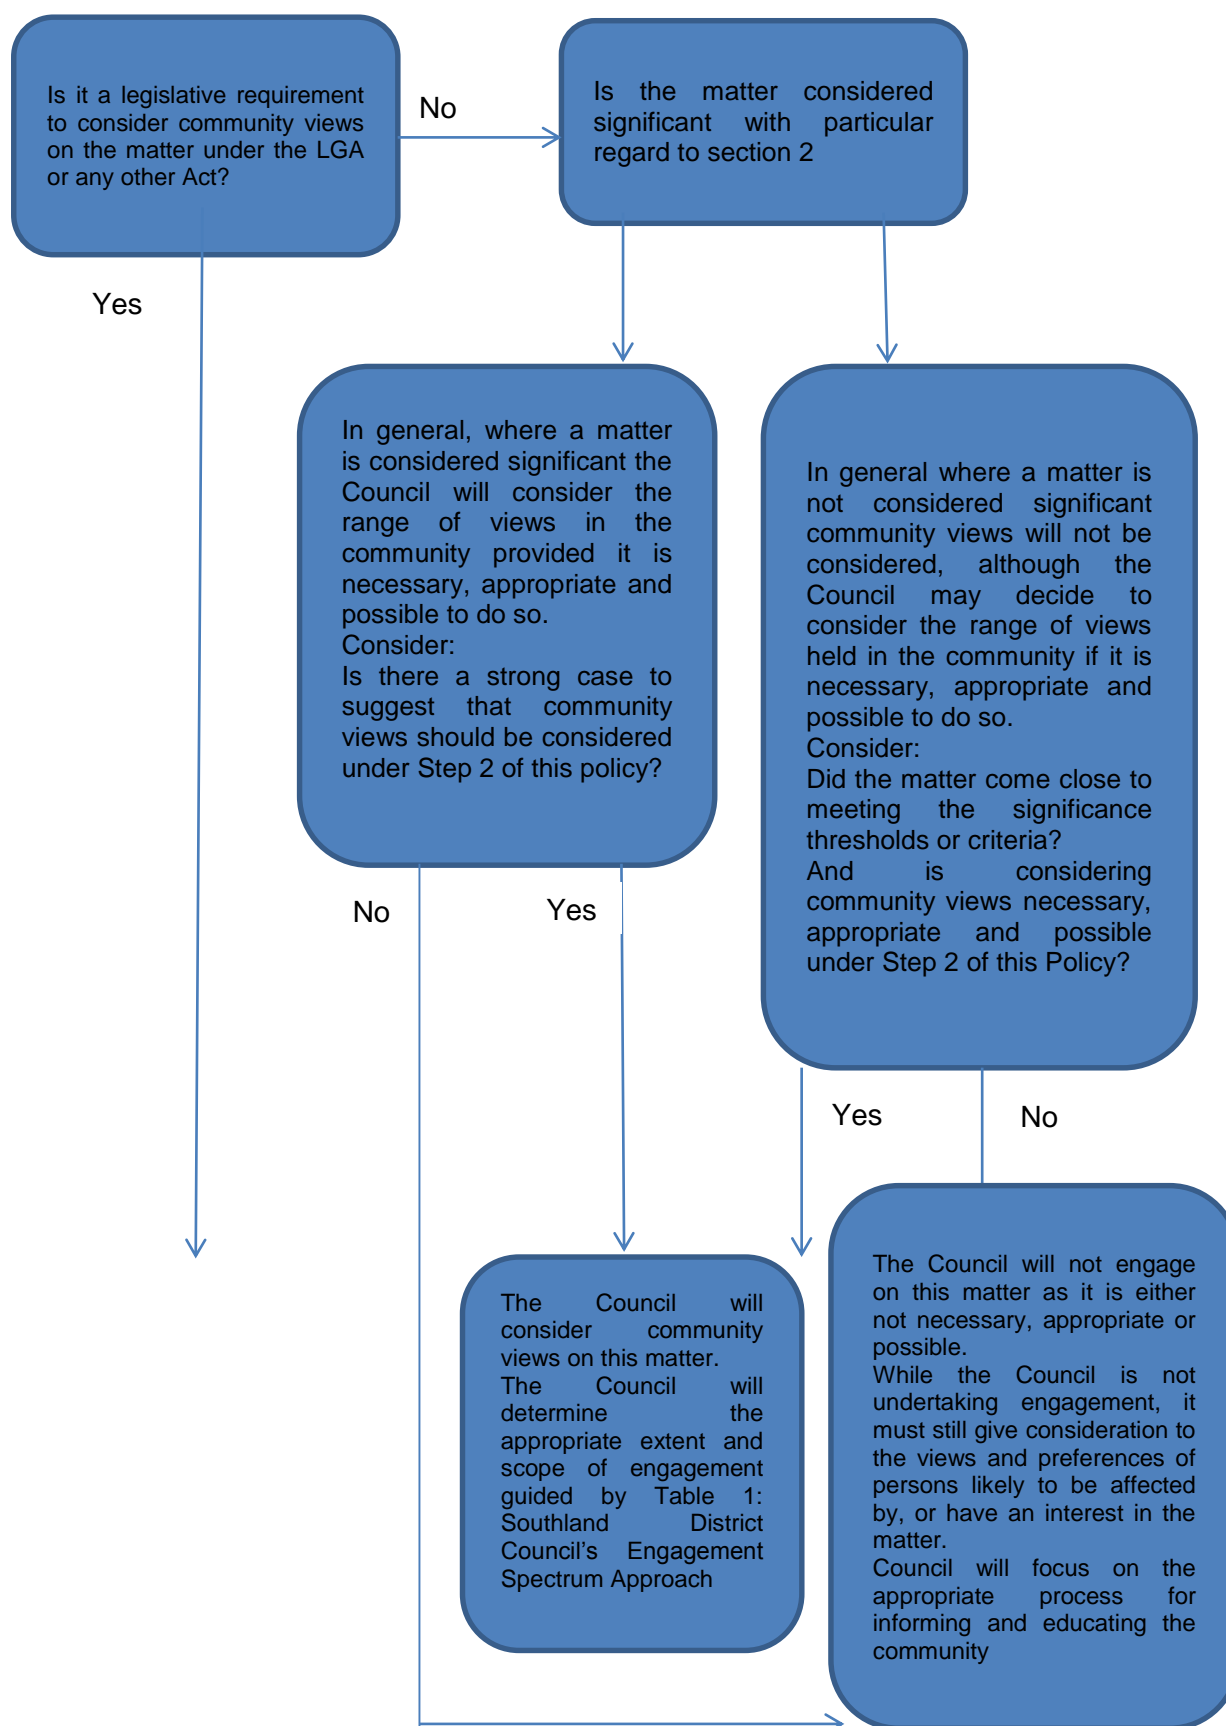 Is it a legislative requirement
to consider community views
on the matter under the LGA
or any other Act?
No
Is the matter considered
significant with particular
regard to section 2
Yes
In general, where a matter
is considered significant the
Council will consider the
range of views in the
community provided it is
necessary, appropriate and
possible to do so.
Consider:
Is there a strong case to
suggest that community
views should be considered
under Step 2 of this policy?
In general where a matter is
not considered significant
community views will not be
considered, although the
Council may decide to
consider the range of views
held in the community if it is
necessary, appropriate and
possible to do so.
Consider:
Did the matter come close to
meeting the significance
thresholds or criteria?
And is considering
community views necessary,
appropriate and possible
under Step 2 of this Policy?
No
Yes
Yes
No
The Council will
consider community
views on this matter.
The Council will
determine the
appropriate extent and
scope of engagement
guided by Table 1:
Southland District
Council's Engagement
Spectrum Approach
The Council will not engage
on this matter as it is either
not necessary, appropriate or
possible.
While the Council is not
undertaking engagement, it
must still give consideration to
the views and preferences of
persons likely to be affected
by, or have an interest in the
matter.
Council will focus on the
appropriate process for
informing and educating the
community